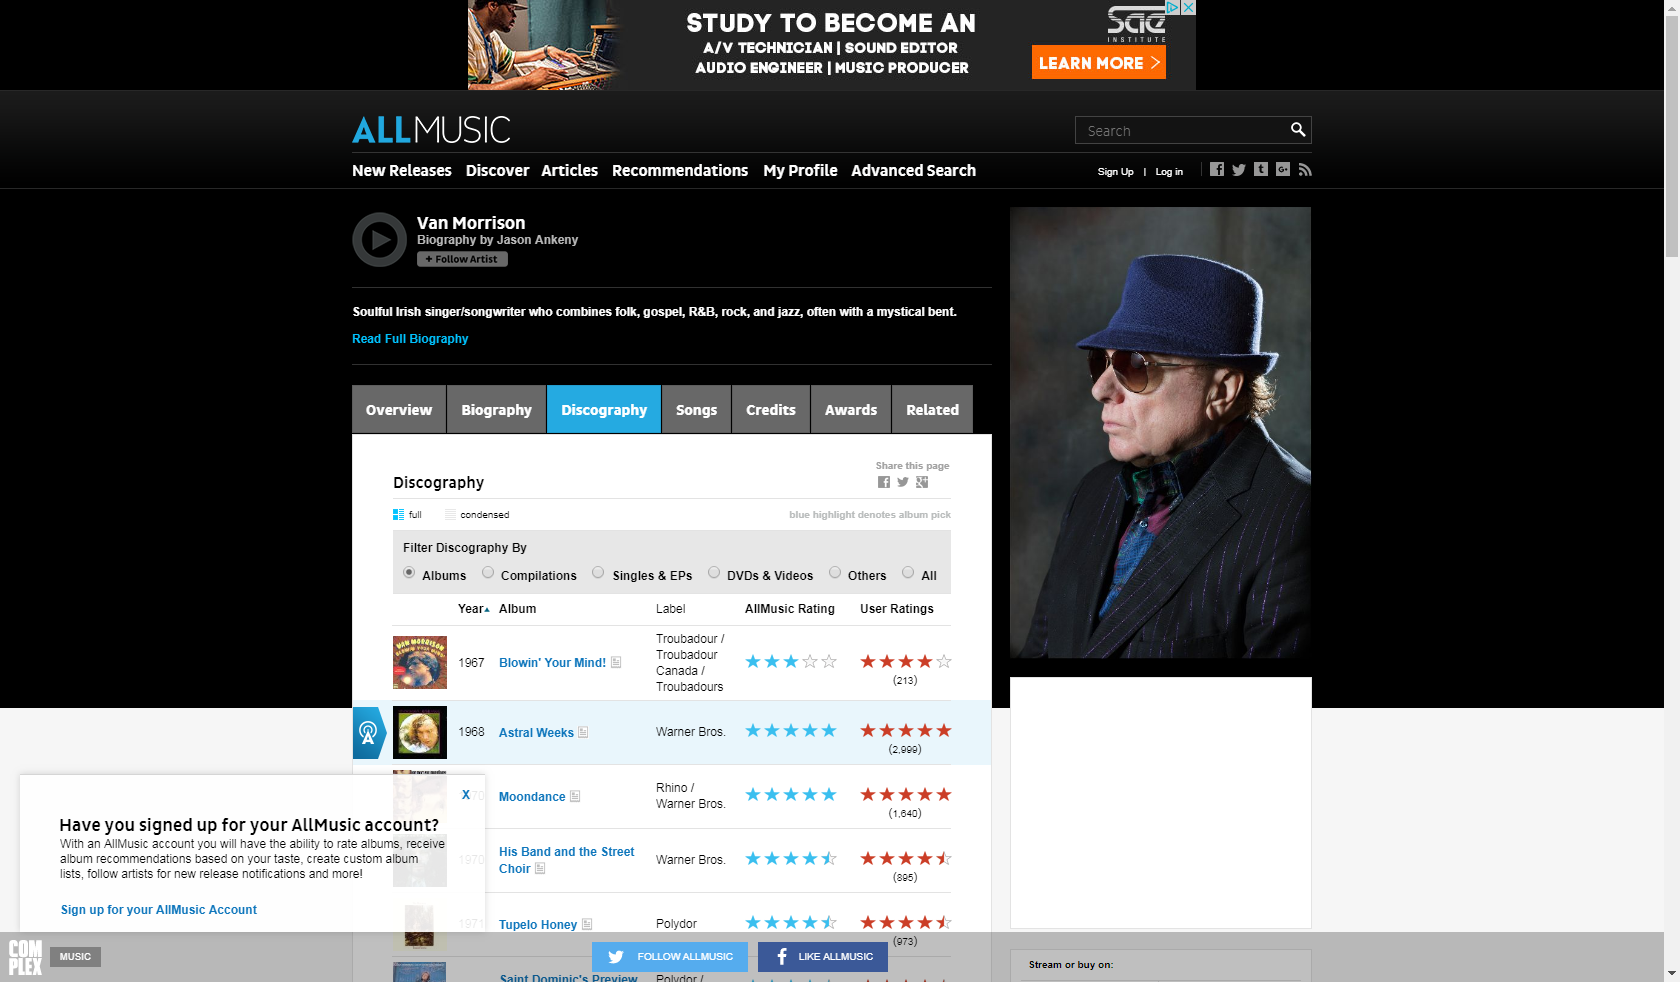 STUDY TO BECOME AN
A/V TECHNICIAN | SOUND EDITOR
AUDIO ENGINEER | MUSIC PRODUCER
sae
INSTITUTE
LEARN MORE >
ALLMUSIC
Search
New Releases Discover Articles Recommendations My Profile Advanced Search
Sign Up | Log in
Van Morrison
Biography by Jason Ankeny
+ Follow Artist
Soulful Irish singer/songwriter who combines folk, gospel, R&B, rock, and jazz, often with a mystical bent.
Read Full Biography
Overview Biography Discography Songs Credits Awards Related
Share this page
Discography
full condensed blue highlight denotes album pick
Filter Discography By
Albums Compilations Singles & EPs DVDs & Videos Others All
Year Album Label AllMusic Rating User Ratings
VAN MORRISON
BLOWIN' YOUR MIND!
1967 Blowin' Your Mind!
Troubadour /
Troubadour
Canada /
Troubadours
(213)
1968 Astral Weeks Warner Bros.
(2,999)
1970 Moondance
Rhino /
Warner Bros.
(1,640)
1970 His Band and the Street
Choir
Warner Bros.
(895)
1971 Tupelo Honey Polydor
(973)
Saint Dominic's Preview Polydor /
X
Have you signed up for your AllMusic account?
With an AllMusic account you will have the ability to rate albums, receive
album recommendations based on your taste, create custom album
lists, follow artists for new release notifications and more!
Sign up for your AllMusic Account
COM
PLEX
MUSIC
FOLLOW ALLMUSIC
LIKE ALLMUSIC
Stream or buy on: